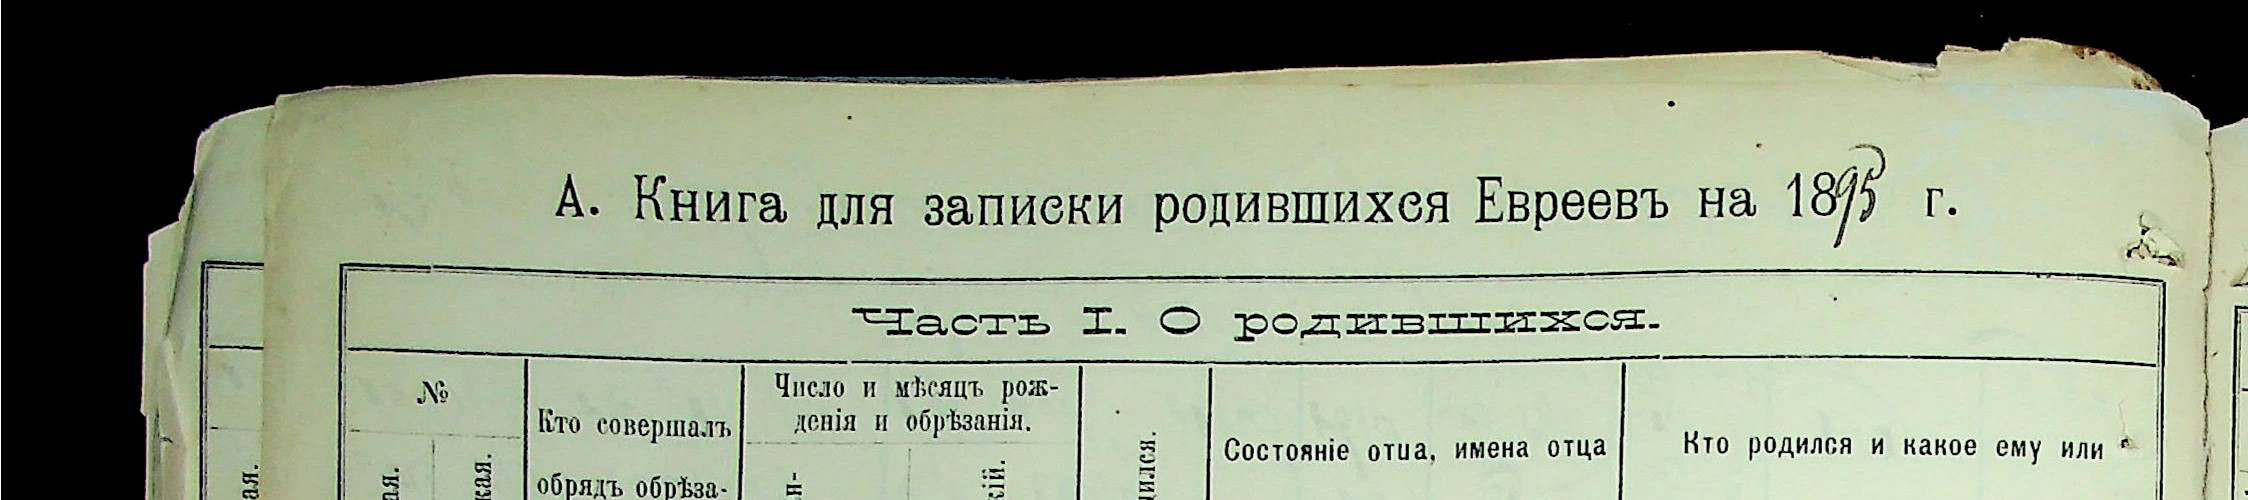 А. Книга для записки родившихся Евреевъ на 1895 г.
Часть I. О родившихся.
№
Кто совершалъ
обрядъ обрѣза-
Число и мѣсяцъ рож-
денія и обрѣзанія.
Состояніе отца, имена отца
Кто родился и какое ему или